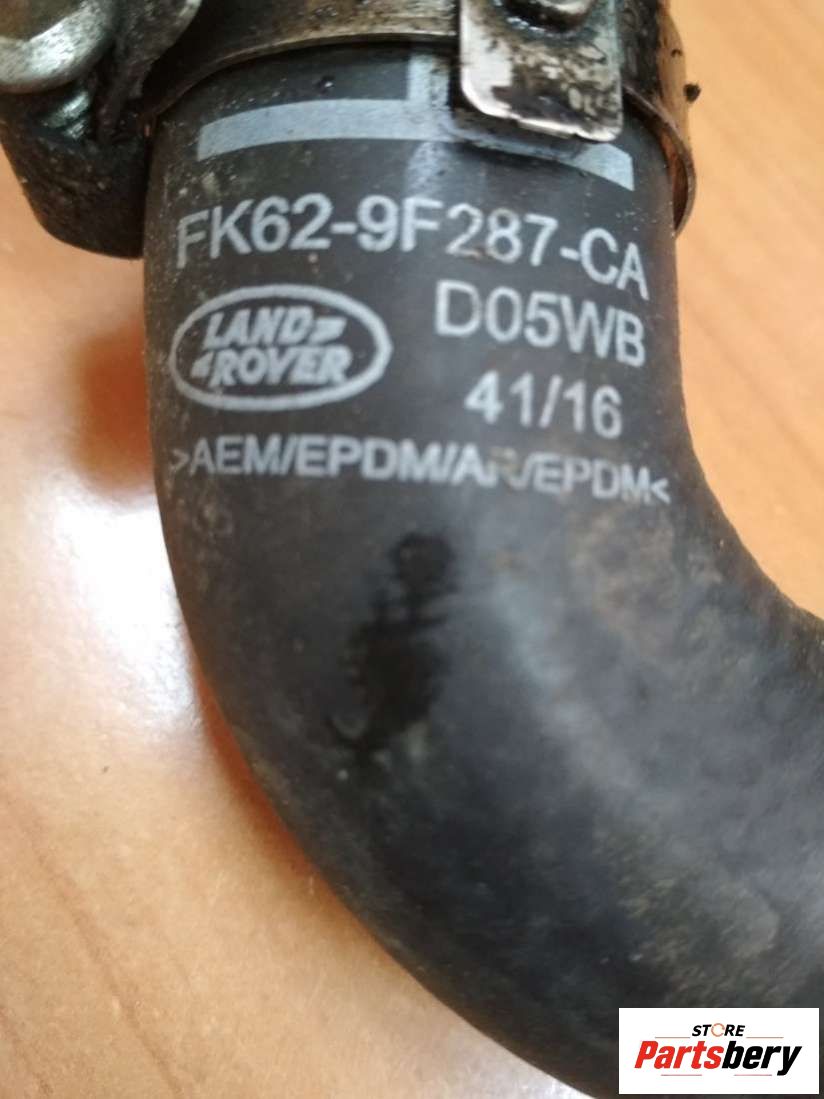 FK62-9F287-CA
LAND
ROVER
D05WB
41/16
>AEM/EPDM/AR/EPDM<
STORE
Partsbery